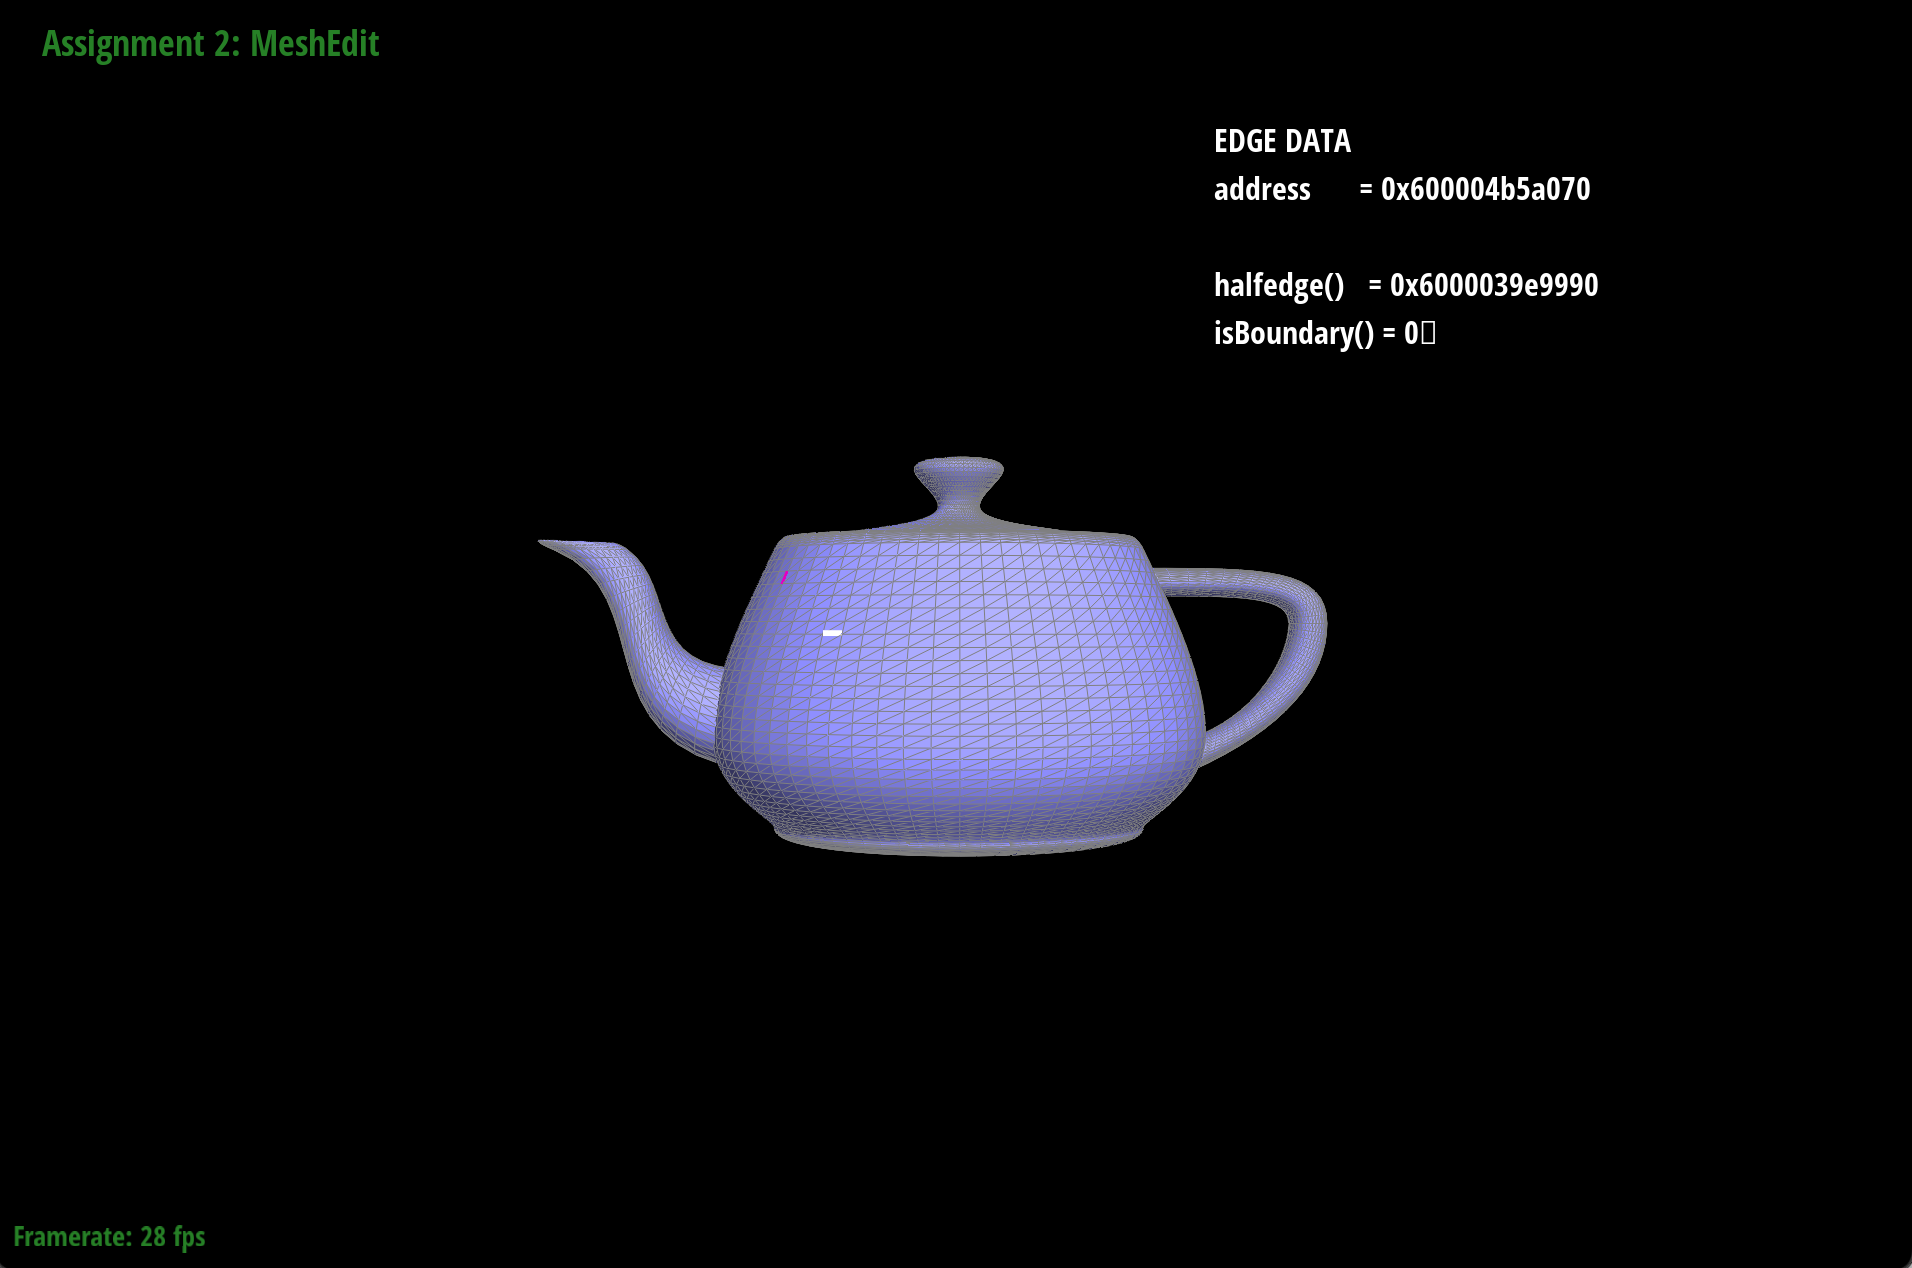 Assignment 2: MeshEdit
EDGE DATA
address = 0x600004b5a070
halfedge() = 0x6000039e9990
isBoundary() = 0
Framerate: 28 fps